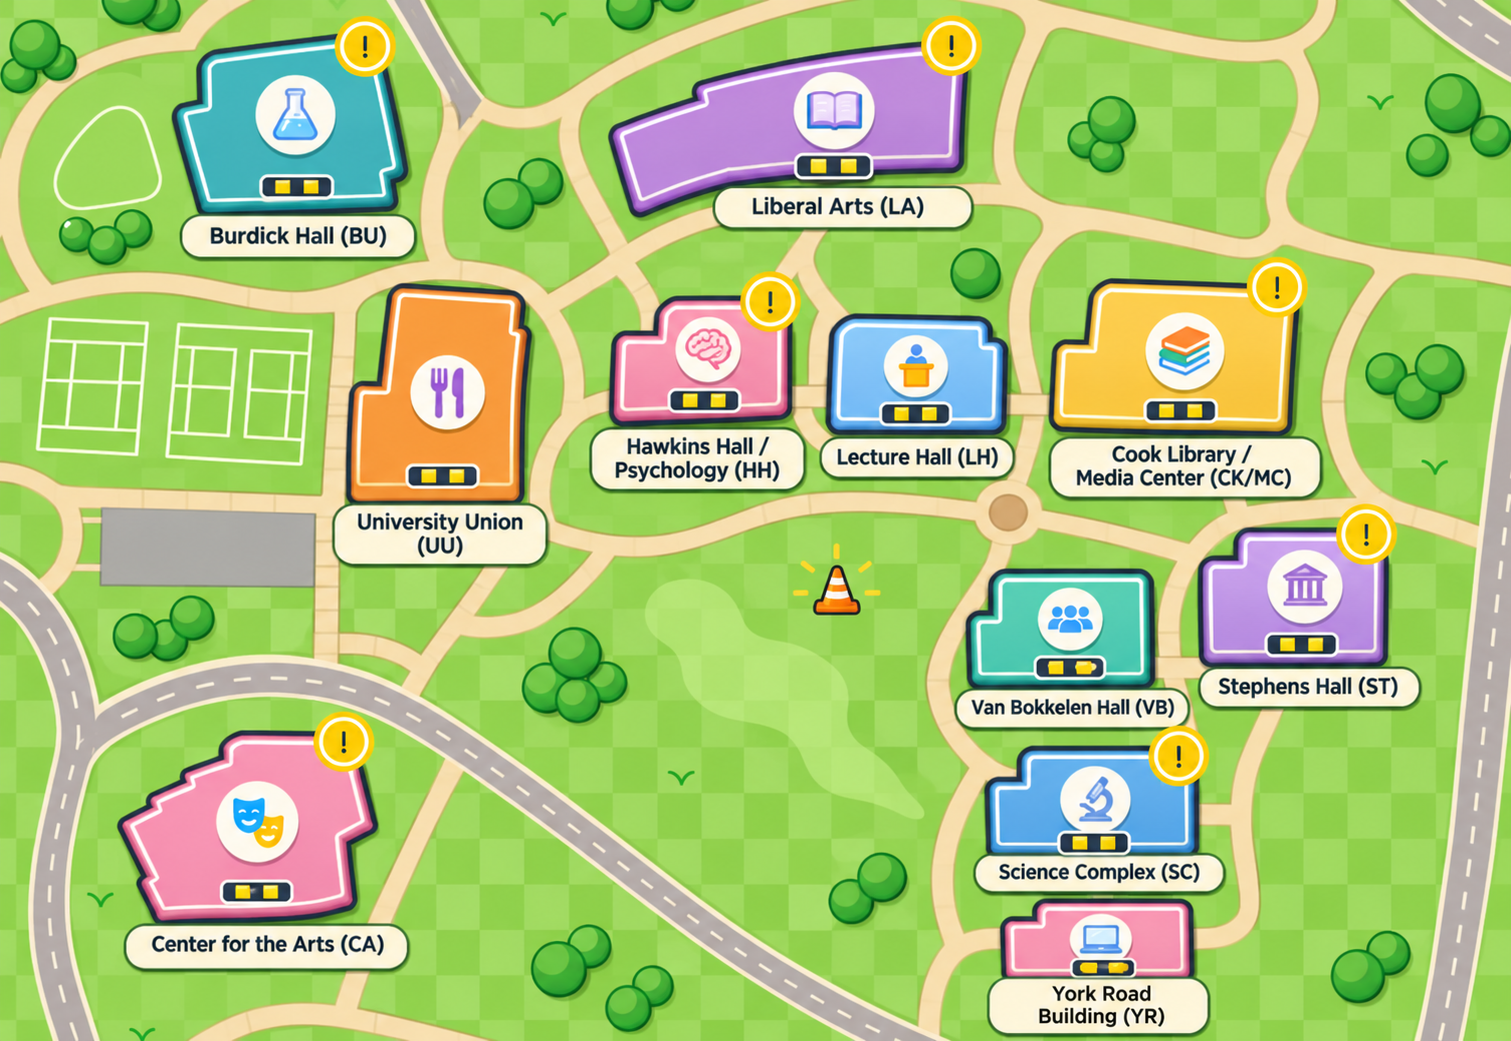 !
!
Burdick Hall (BU)
Liberal Arts (LA)
!
!
Hawkins Hall /
Psychology (HH)
Lecture Hall (LH)
Cook Library /
Media Center (CK/MC)
University Union
(UU)
!
Van Bokkelen Hall (VB)
Stephens Hall (ST)
!
!
Science Complex (SC)
Center for the Arts (CA)
York Road
Building (YR)